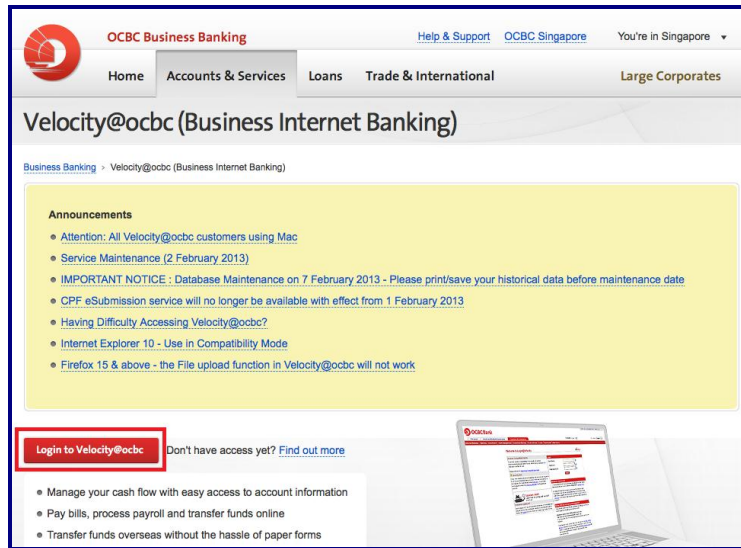 OCBC Business Banking
Help & Support
OCBC Singapore
You're in Singapore
Home
Accounts & Services
Loans
Trade & International
Large Corporates
Velocity@ocbc (Business Internet Banking)
Business Banking > Velocity@ocbc (Business Internet Banking)
Announcements
Attention: All Velocity@ocbc customers using Mac
Service Maintenance (2 February 2013)
IMPORTANT NOTICE : Database Maintenance on 7 February 2013 - Please print/save your historical data before maintenance date
CPF eSubmission service will no longer be available with effect from 1 February 2013
Having Difficulty Accessing Velocity@ocbc?
Internet Explorer 10 - Use in Compatibility Mode
Firefox 15 & above - the File upload function in Velocity@ocbc will not work
Login to Velocity@ocbc
Don't have access yet? Find out more
OCBC Bank
Manage your cash flow with easy access to account information
Pay bills, process payroll and transfer funds online
Transfer funds overseas without the hassle of paper forms